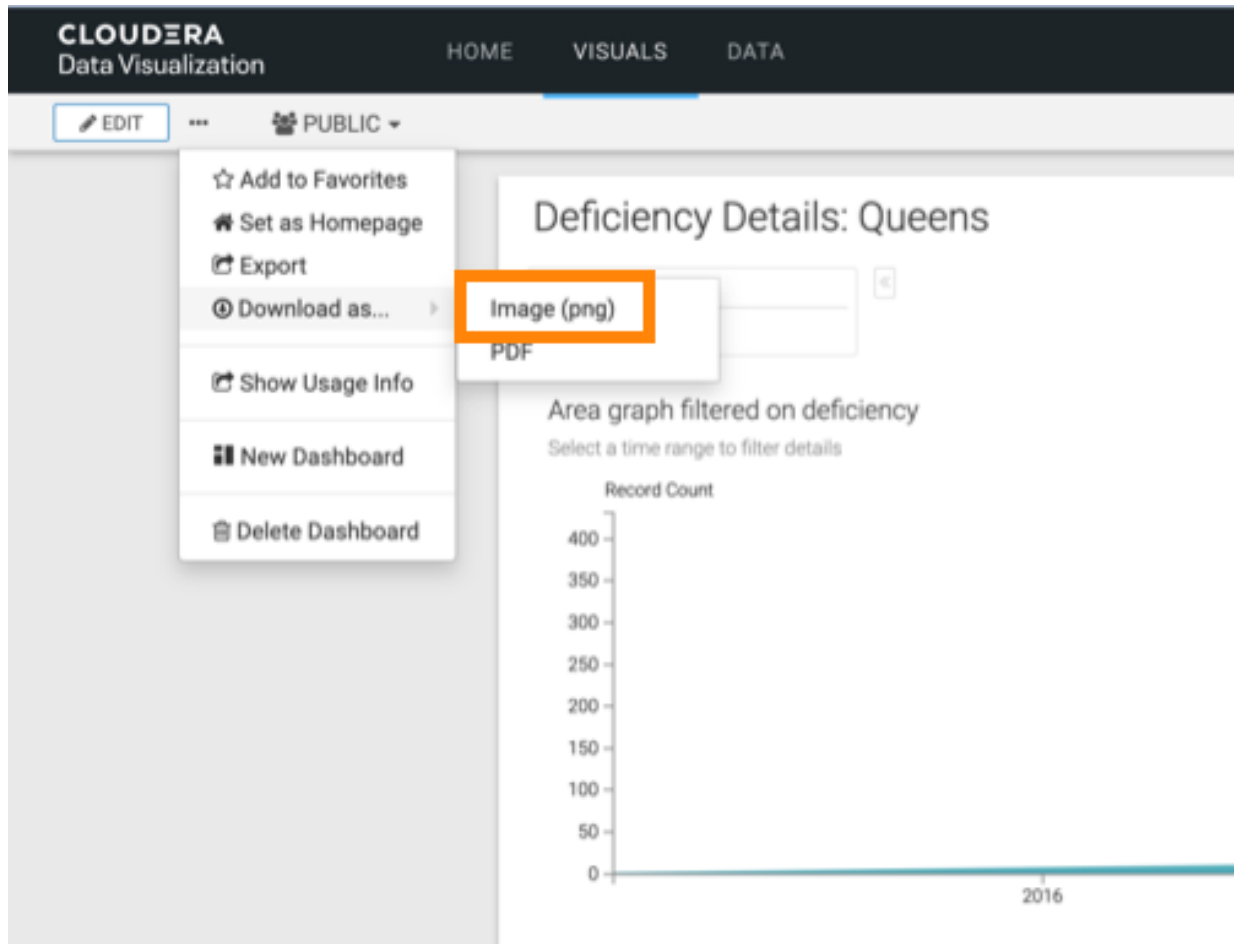 CLOUDERA
Data Visualization
HOME VISUALS DATA
EDIT ••• PUBLIC
Add to Favorites
Set as Homepage
Export
Download as...
Image (png)
PDF
Show Usage Info
New Dashboard
Delete Dashboard
Deficiency Details: Queens
Area graph filtered on deficiency
Select a time range to filter details
Record Count
400
350
300
250
200
150
100
50
0
2016